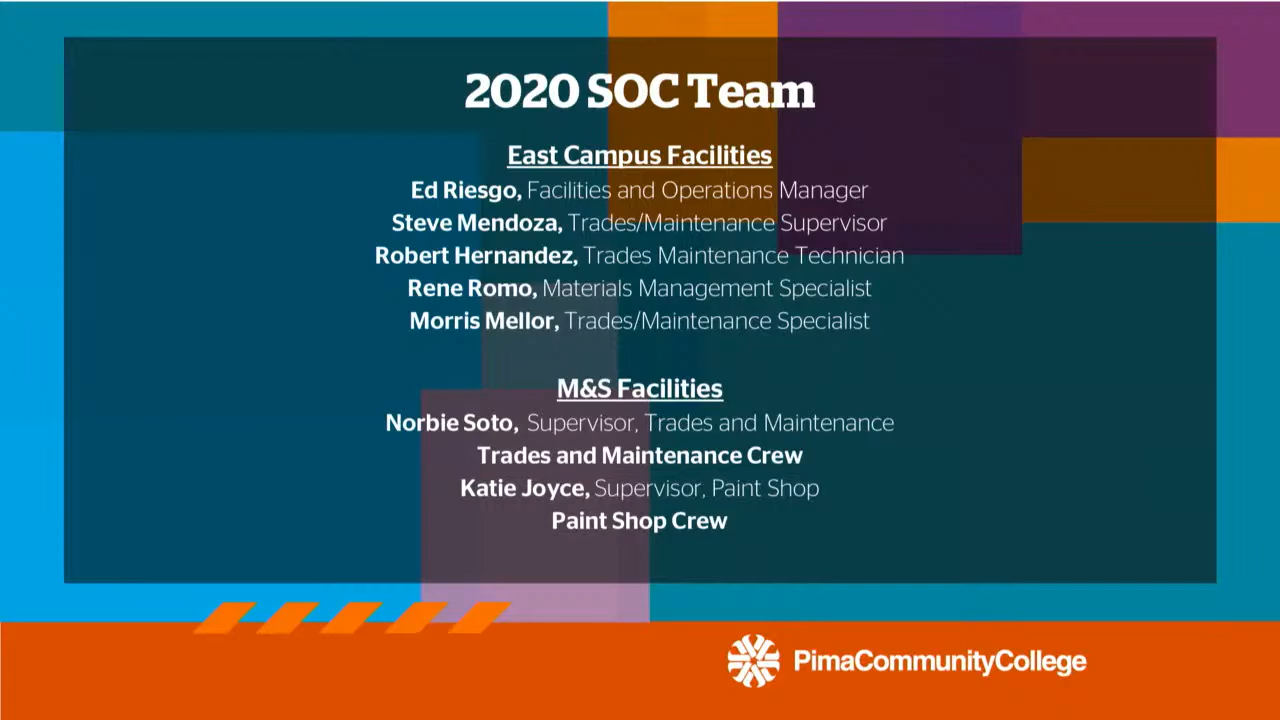 2020 SOC Team
East Campus Facilities
Ed Riesgo, Facilities and Operations Manager
Steve Mendoza, Trades/Maintenance Supervisor
Robert Hernandez, Trades Maintenance Technician
Rene Romo, Materials Management Specialist
Morris Mellor, Trades/Maintenance Specialist
M&S Facilities
Norbie Soto, Supervisor, Trades and Maintenance
Trades and Maintenance Crew
Katie Joyce, Supervisor, Paint Shop
Paint Shop Crew
PimaCommunityCollege